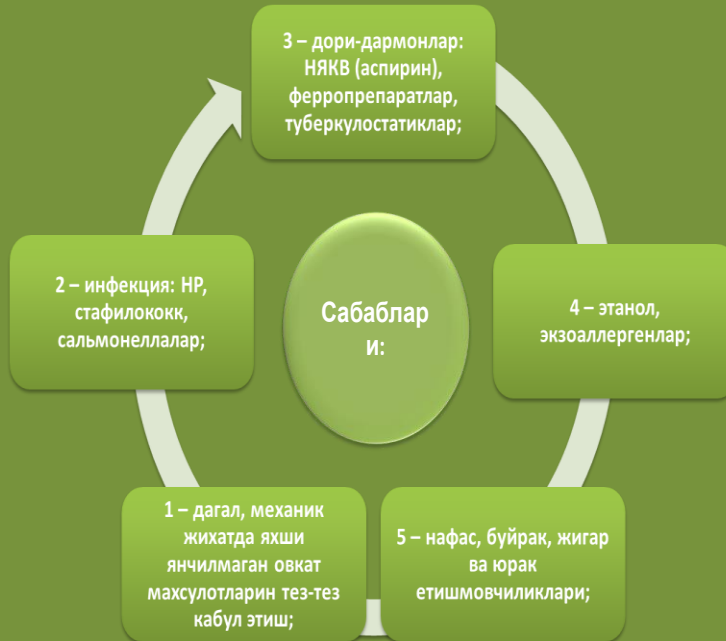 3 – дори-дармонлар:
НЯКВ (аспирин),
ферропрепаратлар,
туберкулостатиклар;
2 – инфекция: НР,
стафилококк,
сальмонеллалар;
Сабаблар
и:
4 – этанол,
экзоаллергенлар;
1 – дагал, механик
жихатда яхши
янчилмаган овкат
махсулотларин тез-тез
кабул этиш;
5 – нафас, буйрак, жигар
ва юрак
етишмовчиликлари;